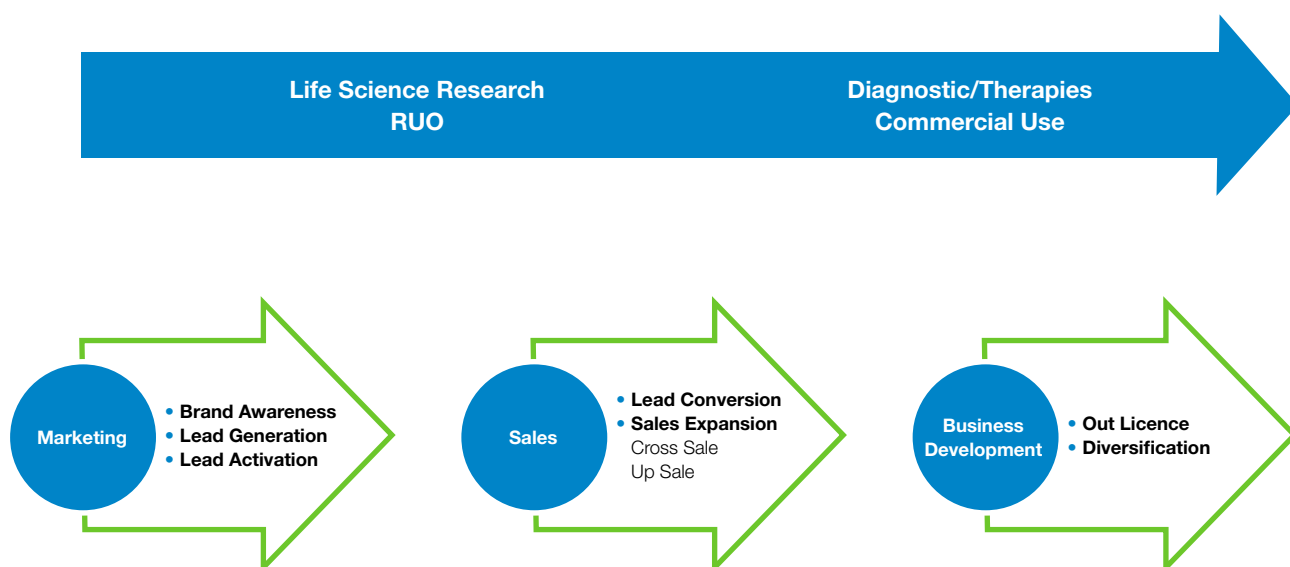 Life Science Research
RUO
Diagnostic/Therapies
Commercial Use
Marketing
• Brand Awareness
• Lead Generation
• Lead Activation
Sales
• Lead Conversion
• Sales Expansion
Cross Sale
Up Sale
Business
Development
• Out Licence
• Diversification